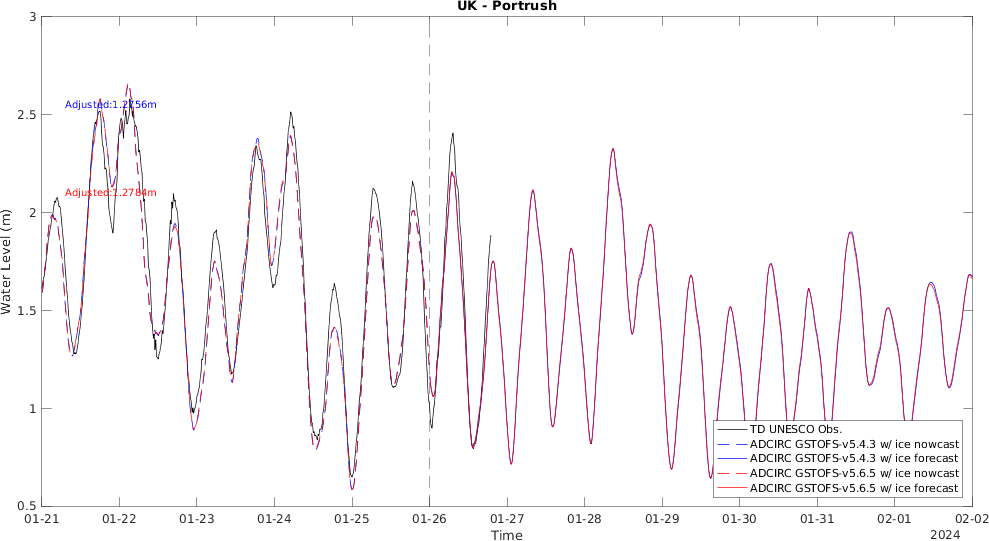 UK - Portrush
3
2.5
2
1.5
1
0.5
Water Level (m)
Adjusted:1.2756m
Adjusted:1.2784m
TD UNESCO Obs.
ADCIRC GSTOFS-v5.4.3 w/ ice nowcast
ADCIRC GSTOFS-v5.4.3 w/ ice forecast
ADCIRC GSTOFS-v5.6.5 w/ ice nowcast
ADCIRC GSTOFS-v5.6.5 w/ ice forecast
01-21 01-22 01-23 01-24 01-25 01-26 01-27 01-28 01-29 01-30 01-31 02-01 02-02
Time
2024